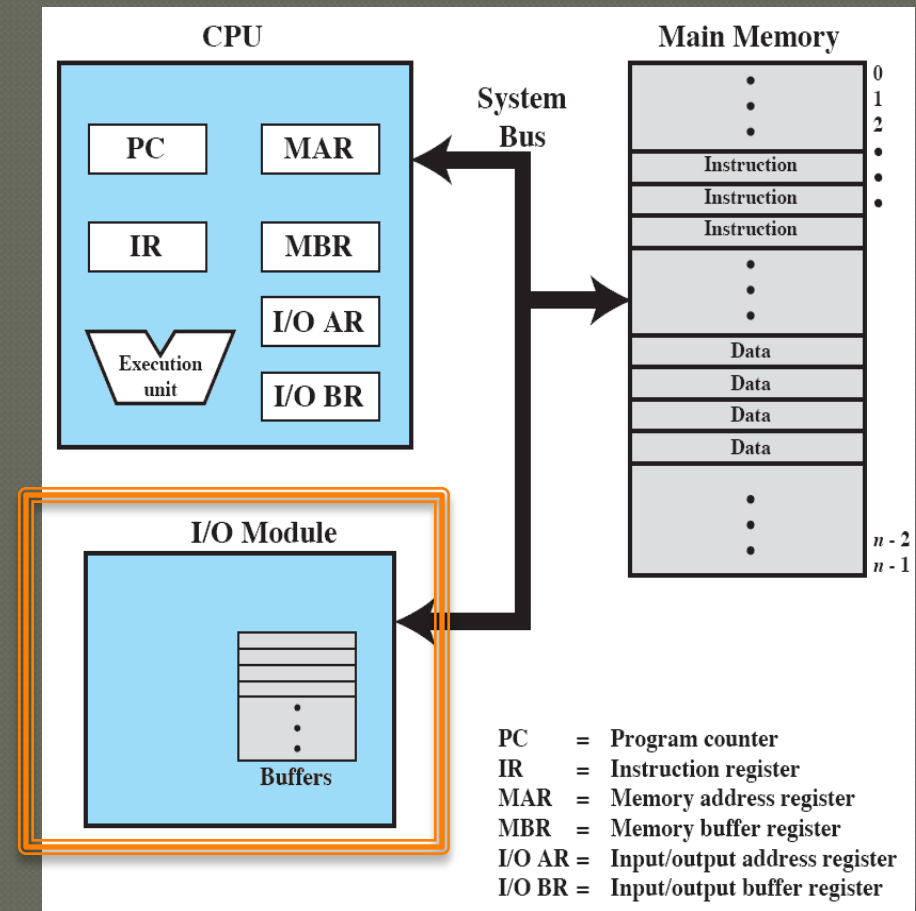 CPU
PC
MAR
IR
MBR
I/O AR
I/O BR
Execution
unit
System
Bus
Main Memory
0
1
2
Instruction
Instruction
Instruction
Data
Data
Data
Data
n - 2
n - 1
I/O Module
Buffers
PC = Program counter
IR = Instruction register
MAR = Memory address register
MBR = Memory buffer register
I/O AR = Input/output address register
I/O BR = Input/output buffer register